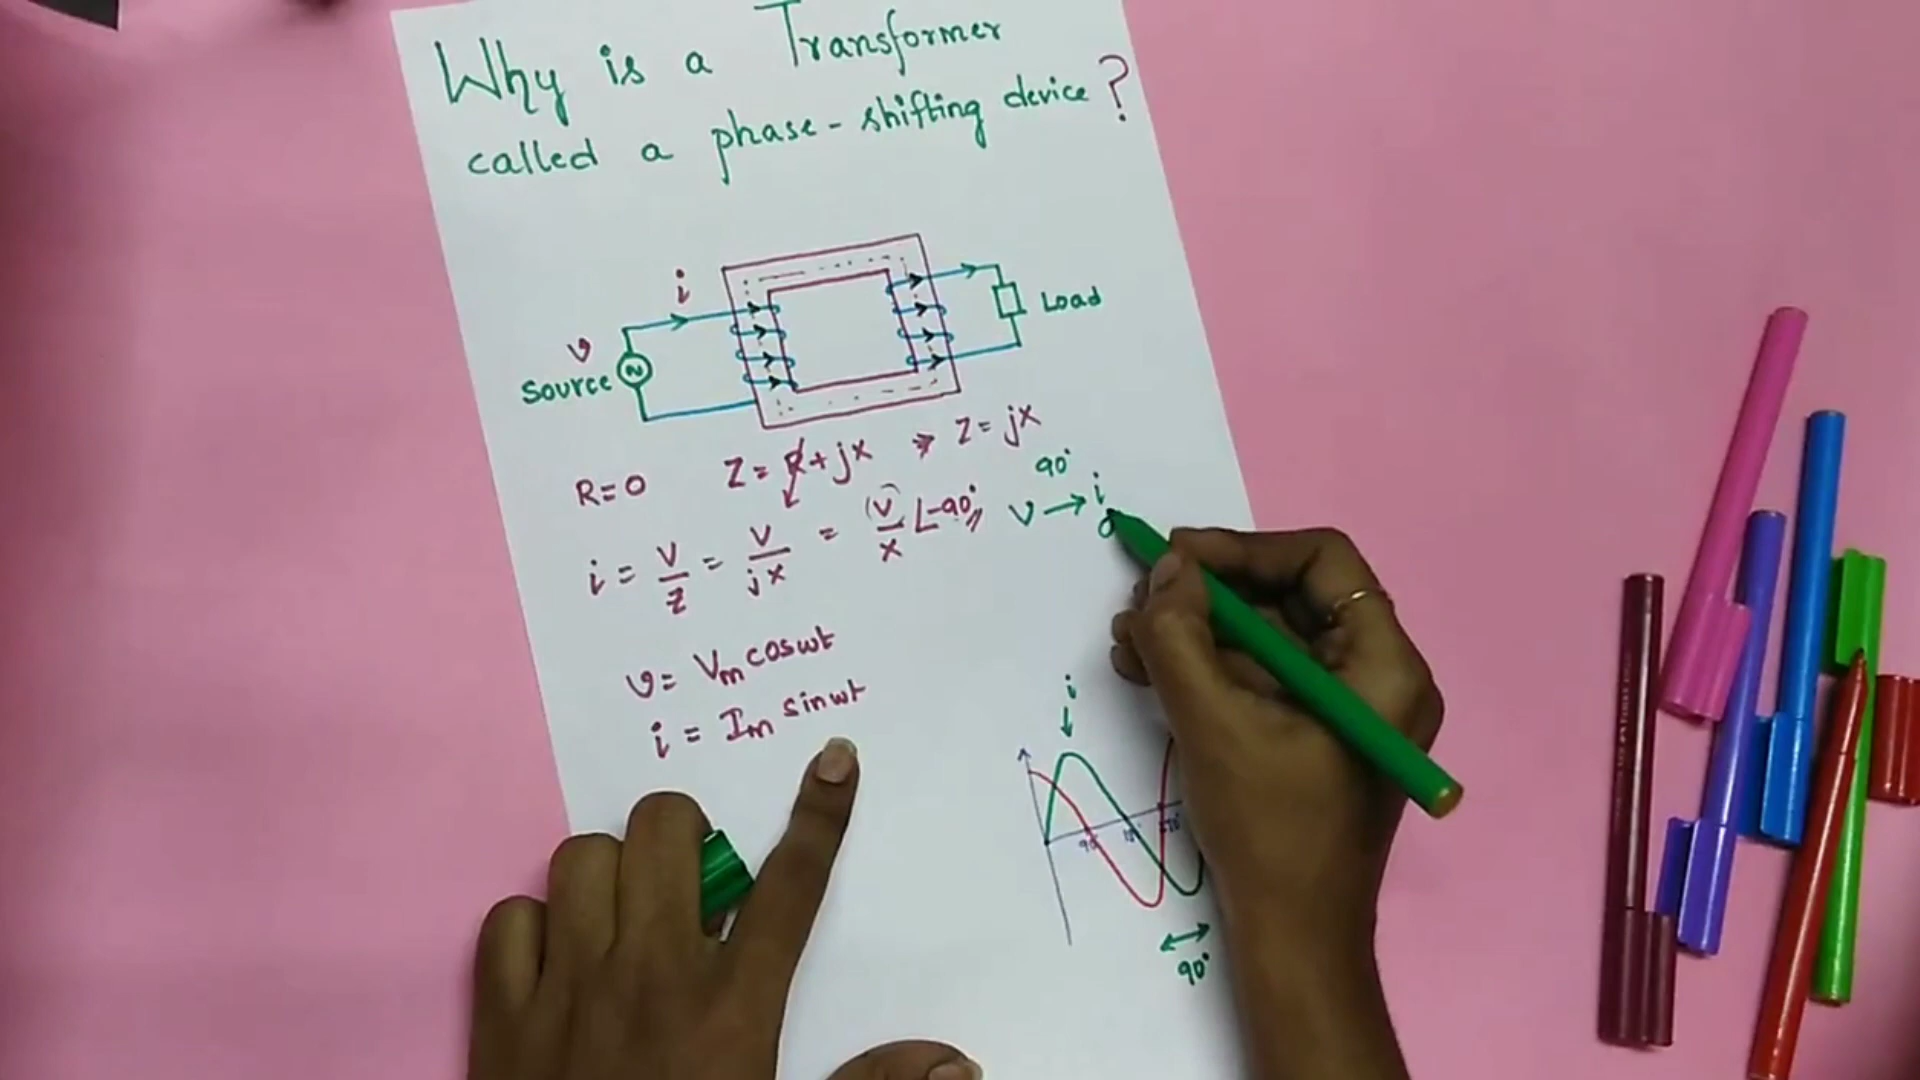 Why is a Transformer
called a phase-shifting device?
i
v
Source
Load
R=0 Z=R+jx ⇒ Z=jx
i = V/Z = V/jx = V/x ∠-90° V → i
90°
v = Vm cosωt
i = Im sinωt
i
90 180°
90°